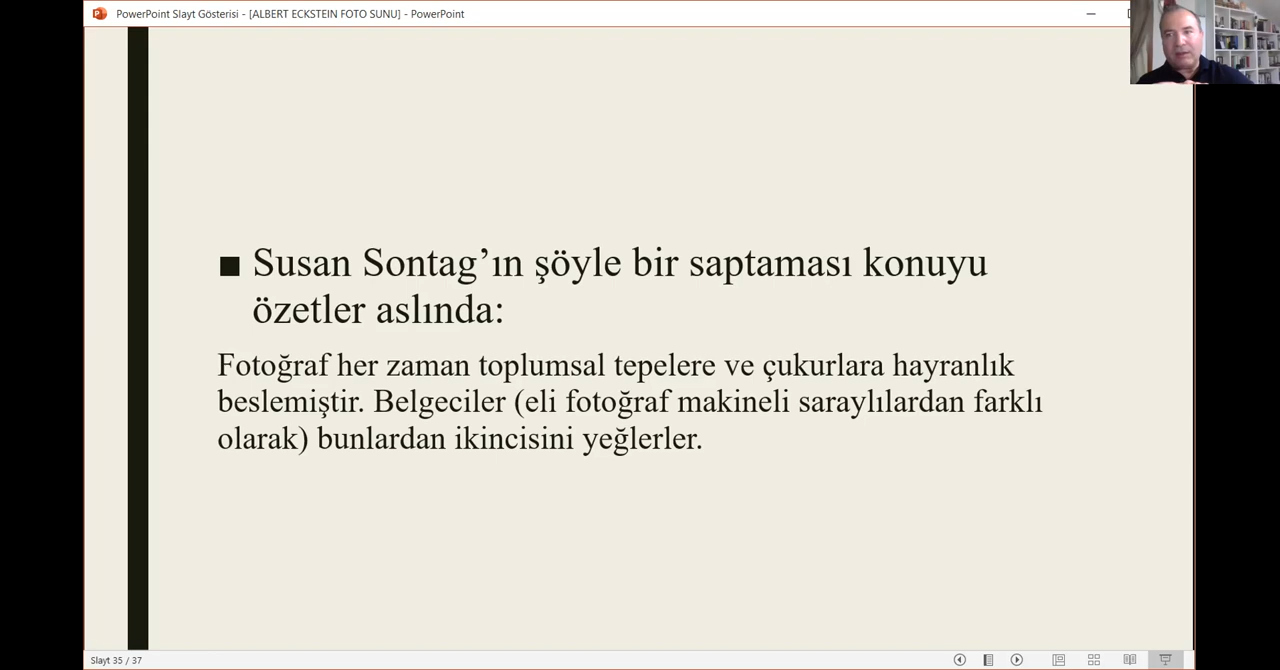 PowerPoint Slayt Gösterisi - [ALBERT ECKSTEIN FOTO SUNU] - PowerPoint
■ Susan Sontag’ın şöyle bir saptaması konuyu
özetler aslında:
Fotoğraf her zaman toplumsal tepelere ve çukurlara hayranlık
beslemiştir. Belgeciler (eli fotoğraf makineli saraylılardan farklı
olarak) bunlardan ikincisini yeğlerler.
Slayt 35 / 37